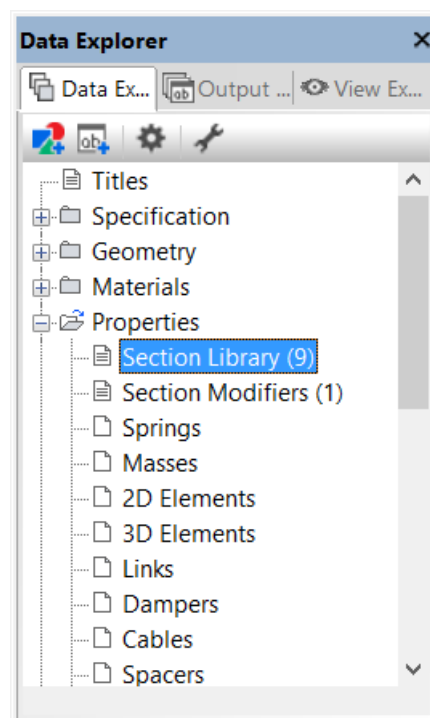 Data Explorer
Data Ex... Output ... View Ex...
Titles
Specification
Geometry
Materials
Properties
Section Library (9)
Section Modifiers (1)
Springs
Masses
2D Elements
3D Elements
Links
Dampers
Cables
Spacers